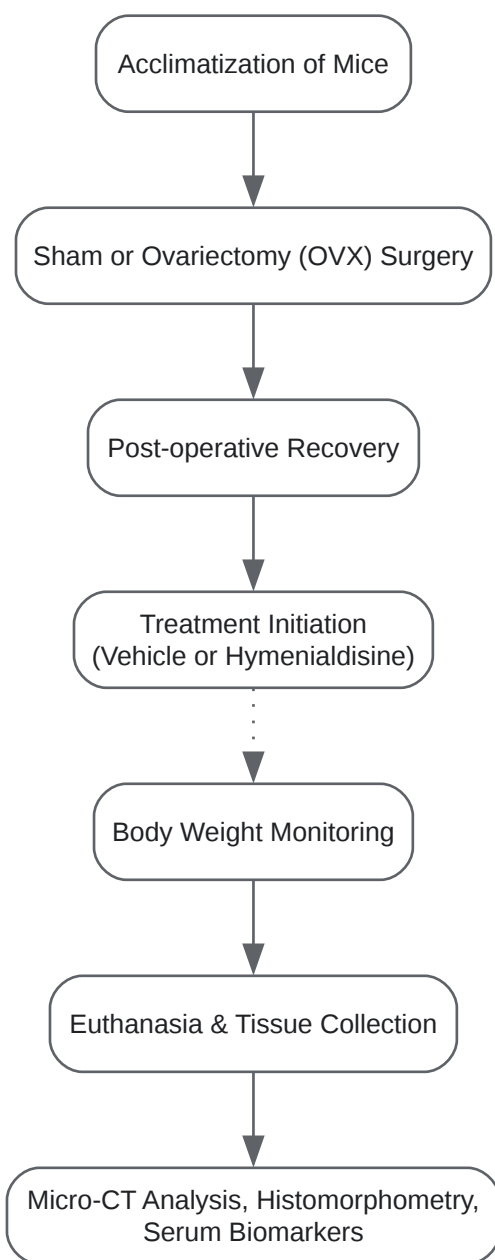 Acclimatization of Mice
Sham or Ovariectomy (OVX) Surgery
Post-operative Recovery
Treatment Initiation
(Vehicle or Hymenialdisine)
Body Weight Monitoring
Euthanasia & Tissue Collection
Micro-CT Analysis, Histomorphometry,
Serum Biomarkers